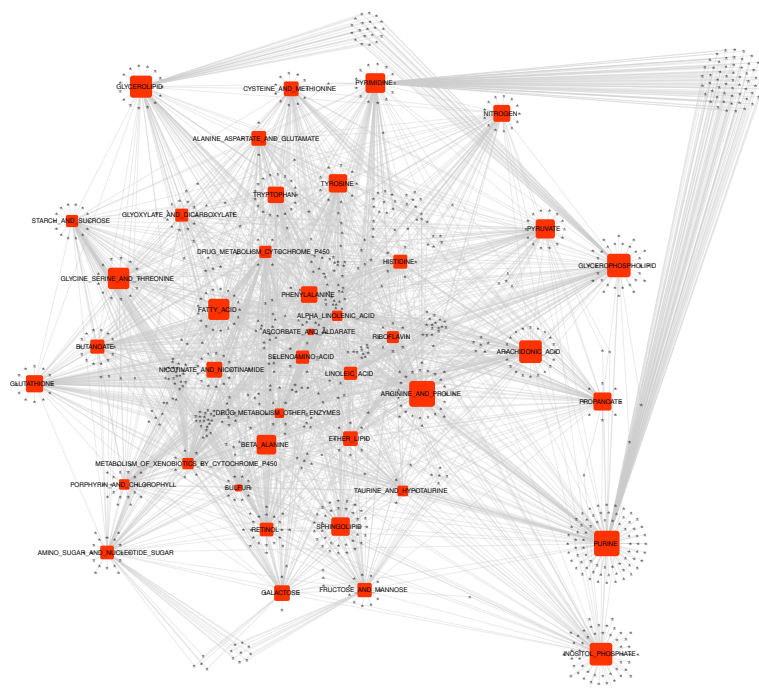 GLYCEROLIPID
CYSTEINE_AND_METHIONINE
PYRIMIDINE
NITROGEN
ALANINE_ASPARTATE_AND_GLUTAMATE
TRYPTOPHAN
TYROSINE
STARCH_AND_SUCROSE
GLYOXYLATE_AND_DICARBOXYLATE
PYRUVATE
DRUG_METABOLISM_CYTOCHROME_P450
HISTIDINE
GLYCEROPHOSPHOLIPID
GLYCINE_SERINE_AND_THREONINE
PHENYLALANINE
FATTY_ACID
ALPHA_LINOLENIC_ACID
ASCORBATE_AND_ALDARATE
RIBOFLAVIN
BUTANOATE
SELENOAMINO_ACID
ARACHIDONIC_ACID
NICOTINATE_AND_NICOTINAMIDE
LINOLEIC_ACID
GLUTATHIONE
ARGININE_AND_PROLINE
PROPANOATE
DRUG_METABOLISM_OTHER_ENZYMES
BETA_ALANINE
ETHER_LIPID
METABOLISM_OF_XENOBIOTICS_BY_CYTOCHROME_P450
PORPHYRIN_AND_CHLOROPHYLL
SULFUR
TAURINE_AND_HYPOTAURINE
RETINOL
SPHINGOLIPID
PURINE
AMINO_SUGAR_AND_NUCLEOTIDE_SUGAR
GALACTOSE
FRUCTOSE_AND_MANNOSE
INOSITOL_PHOSPHATE